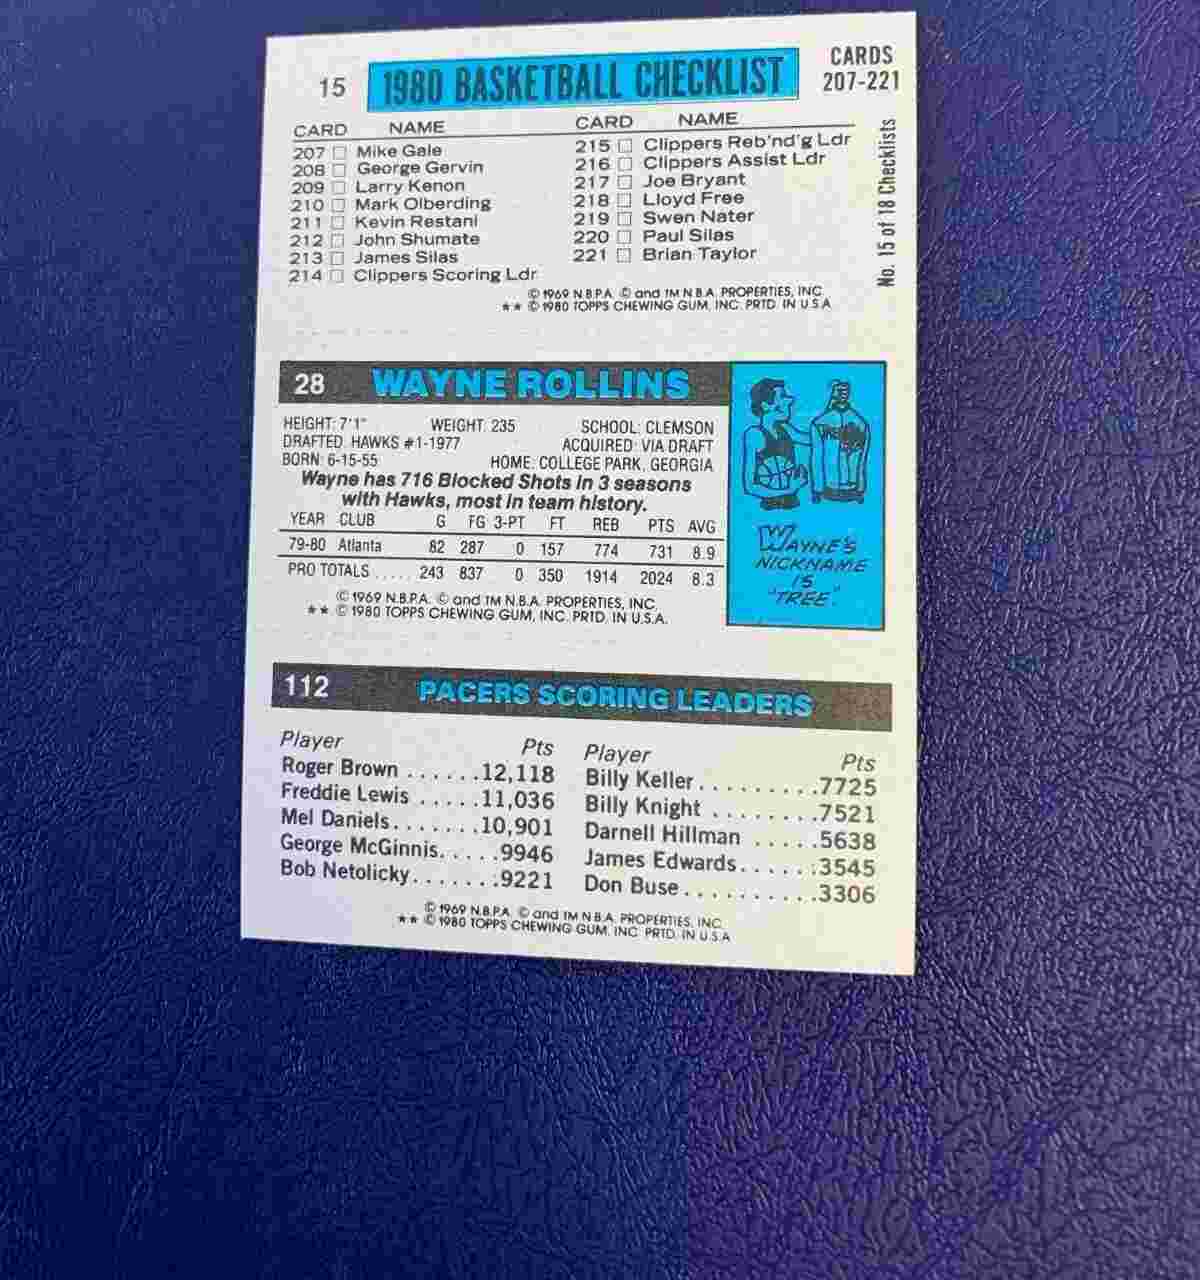 15 1980 BASKETBALL CHECKLIST CARDS 207-221
CARD NAME
207 Mike Gale
208 George Gervin
209 Larry Kenon
210 Mark Olberding
211 Kevin Restani
212 John Shumate
213 James Silas
214 Clippers Scoring Ldr
CARD NAME
215 Clippers Reb'nd'g Ldr
216 Clippers Assist Ldr
217 Joe Bryant
218 Lloyd Free
219 Swen Nater
220 Paul Silas
221 Brian Taylor
No. 15 of 18 Checklists
© 1969 N.B.P.A. © and TM N.B.A. PROPERTIES, INC.
** © 1980 TOPPS CHEWING GUM, INC. PRTD. IN U.S.A.
28 WAYNE ROLLINS
HEIGHT: 7'1" WEIGHT: 235 SCHOOL: CLEMSON
DRAFTED: HAWKS #1-1977 ACQUIRED: VIA DRAFT
BORN: 6-15-55 HOME: COLLEGE PARK, GEORGIA
Wayne has 716 Blocked Shots in 3 seasons
with Hawks, most in team history.
YEAR CLUB G FG 3-PT FT REB PTS AVG
79-80 Atlanta 82 287 0 157 774 731 8.9
PRO TOTALS ..... 243 837 0 350 1914 2024 8.3
© 1969 N.B.P.A. © and TM N.B.A. PROPERTIES, INC.
** © 1980 TOPPS CHEWING GUM, INC. PRTD. IN U.S.A.
WAYNE'S
NICKNAME
IS
"TREE."
112 PACERS SCORING LEADERS
Player Pts
Roger Brown ...... 12,118
Freddie Lewis ..... 11,036
Mel Daniels ....... 10,901
George McGinnis ..... 9946
Bob Netolicky ....... 9221
Player Pts
Billy Keller ......... 7725
Billy Knight ........ 7521
Darnell Hillman ..... 5638
James Edwards ...... 3545
Don Buse .......... 3306
© 1969 N.B.P.A. © and TM N.B.A. PROPERTIES, INC.
** © 1980 TOPPS CHEWING GUM, INC. PRTD. IN U.S.A